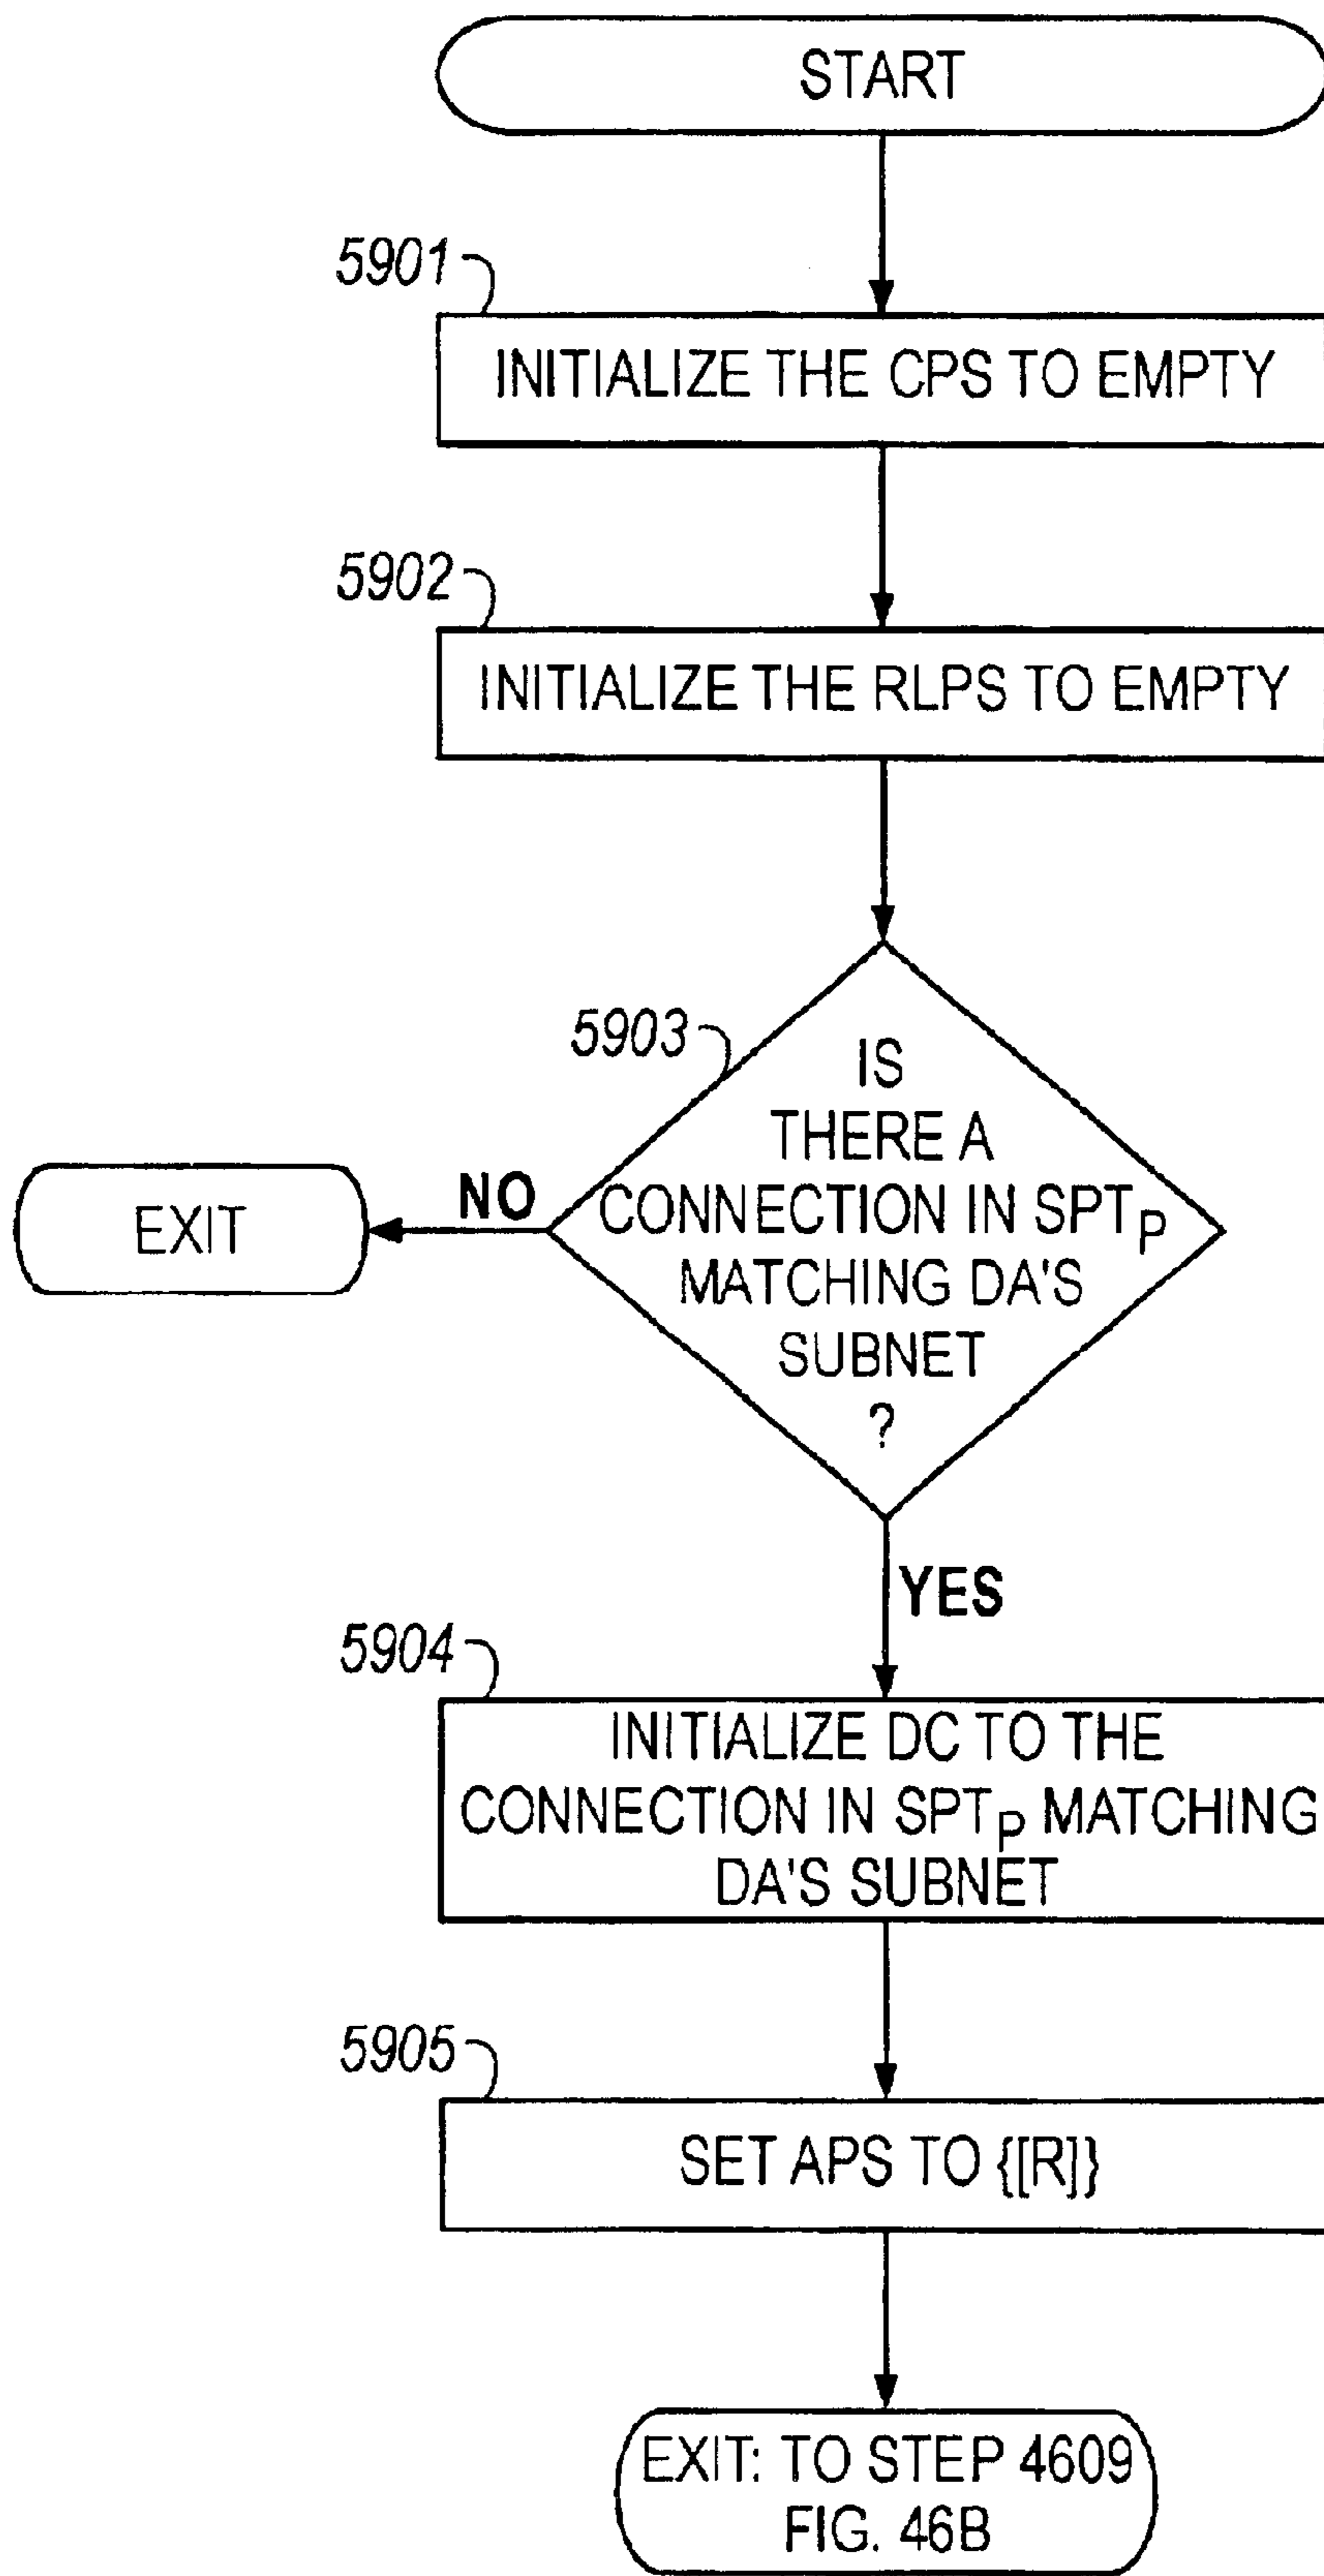 START
5901
INITIALIZE THE CPS TO EMPTY
5902
INITIALIZE THE RLPS TO EMPTY
5903
IS
THERE A
CONNECTION IN SPTP
MATCHING DA'S
SUBNET
?
NO
EXIT
YES
5904
INITIALIZE DC TO THE
CONNECTION IN SPTP MATCHING
DA'S SUBNET
5905
SET APS TO {[R]}
EXIT: TO STEP 4609
FIG. 46B